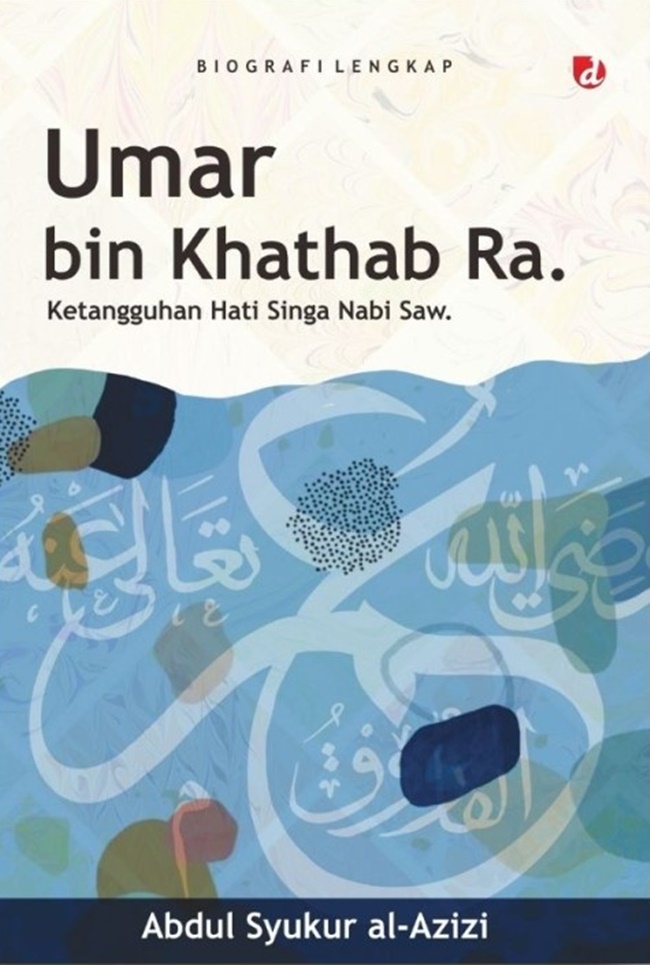 BIOGRAFI LENGKAP
d
Umar
bin Khathab Ra.
Ketangguhan Hati Singa Nabi Saw.
عمر
رضي الله
تعالى عنه
الفاروق
Abdul Syukur al-Azizi